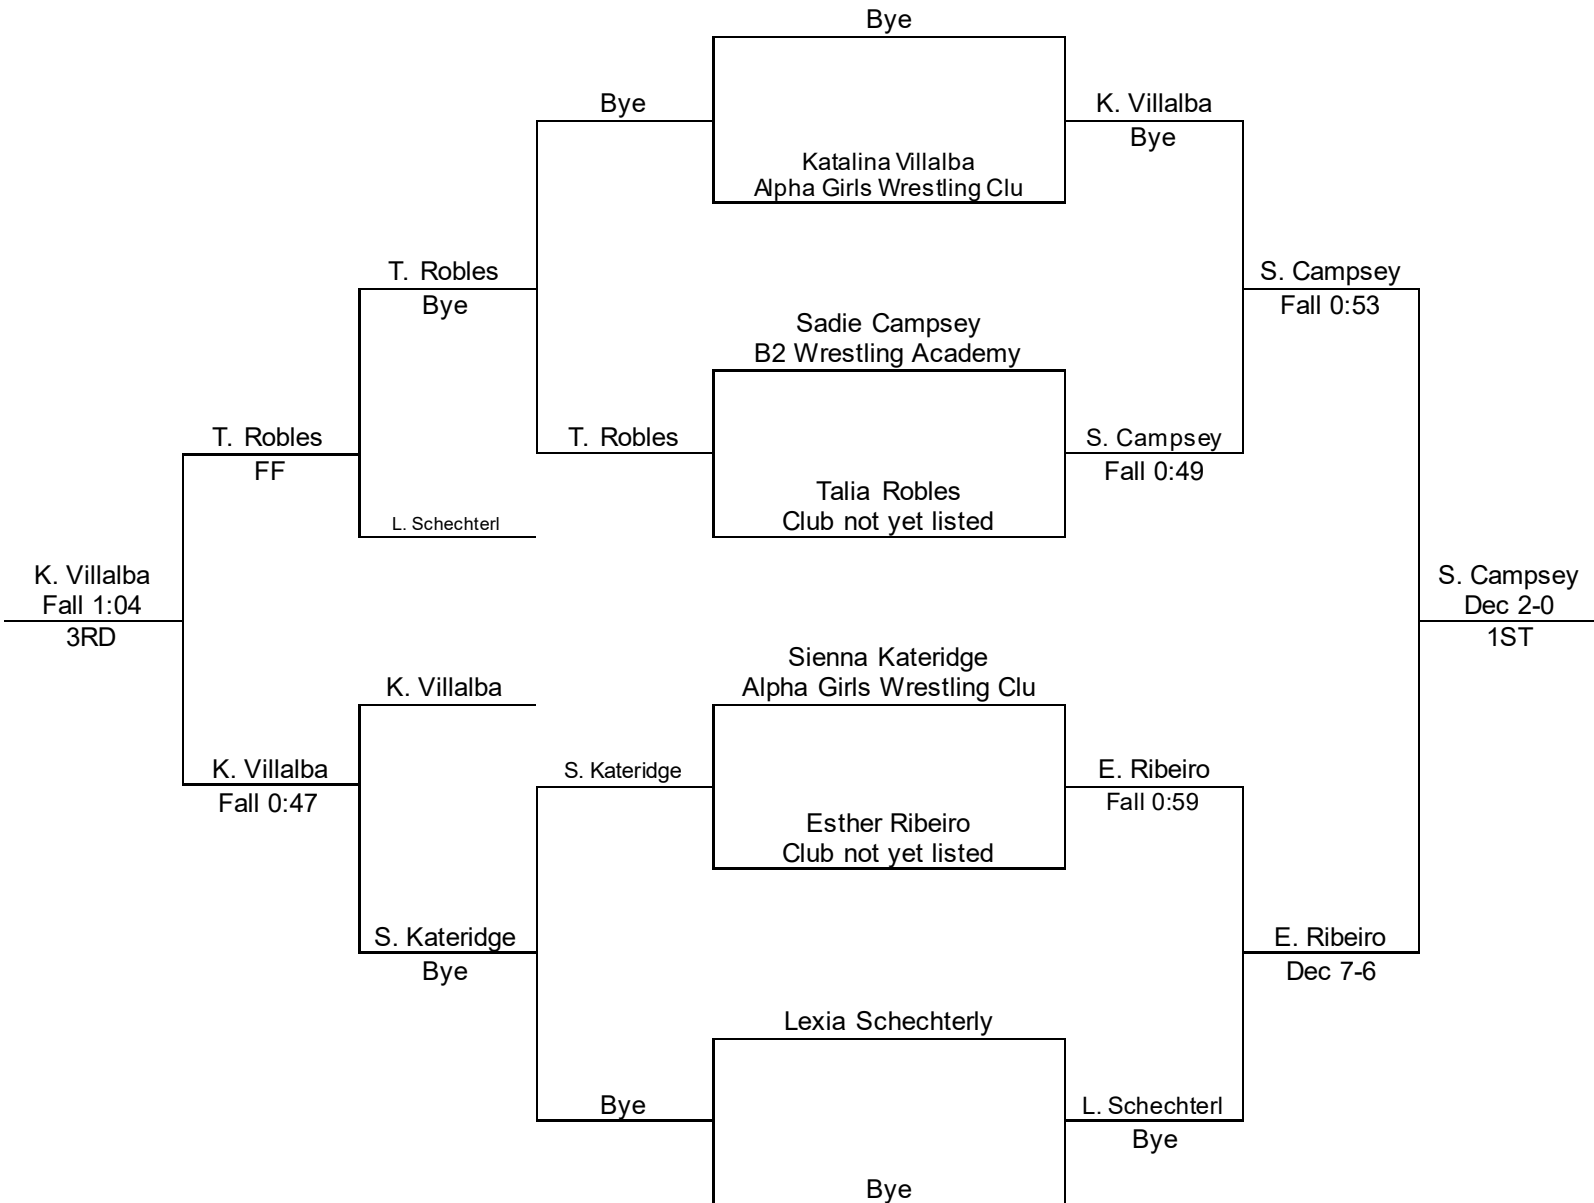 Bye
Bye
K. Villalba
Bye
Katalina Villalba
Alpha Girls Wrestling Clu
T. Robles
Bye
S. Campsey
Fall 0:53
Sadie Campsey
B2 Wrestling Academy
T. Robles
FF
T. Robles
S. Campsey
Fall 0:49
Talia Robles
Club not yet listed
L. Schechterl
K. Villalba
Fall 1:04
3RD
S. Campsey
Dec 2-0
1ST
Sienna Kateridge
Alpha Girls Wrestling Clu
K. Villalba
K. Villalba
Fall 0:47
S. Kateridge
E. Ribeiro
Fall 0:59
Esther Ribeiro
Club not yet listed
S. Kateridge
Bye
E. Ribeiro
Dec 7-6
Lexia Schechterly
Bye
L. Schechterl
Bye
Bye